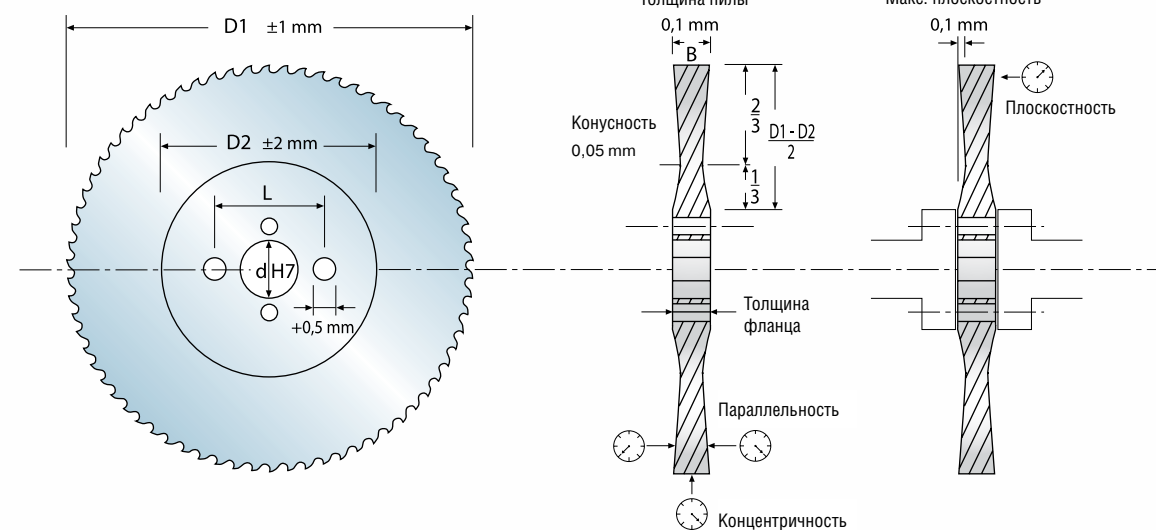 Толщина пилы
0,1 mm
B
Макс. плоскостность
0,1 mm
D1 ±1 mm
D2 ±2 mm
L
d H7
+0,5 mm
Конусность
0,05 mm
2
3
1
3
D1 - D2
2
Плоскостность
Толщина
фланца
Параллельность
Концентричность